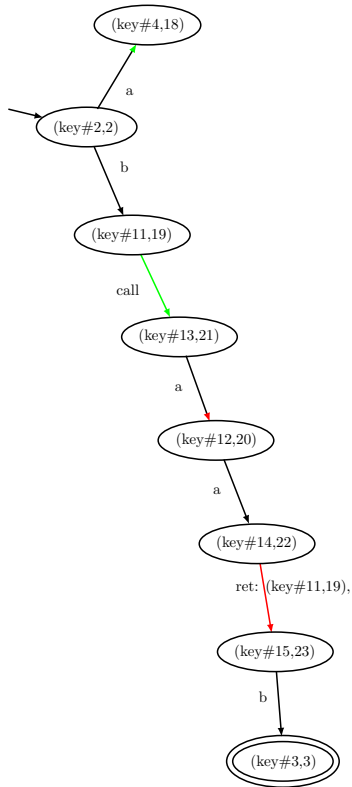 (key#4,18)
a
(key#2,2)
b
(key#11,19)
call
(key#13,21)
a
(key#12,20)
a
(key#14,22)
ret: (key#11,19),
(key#15,23)
b
(key#3,3)